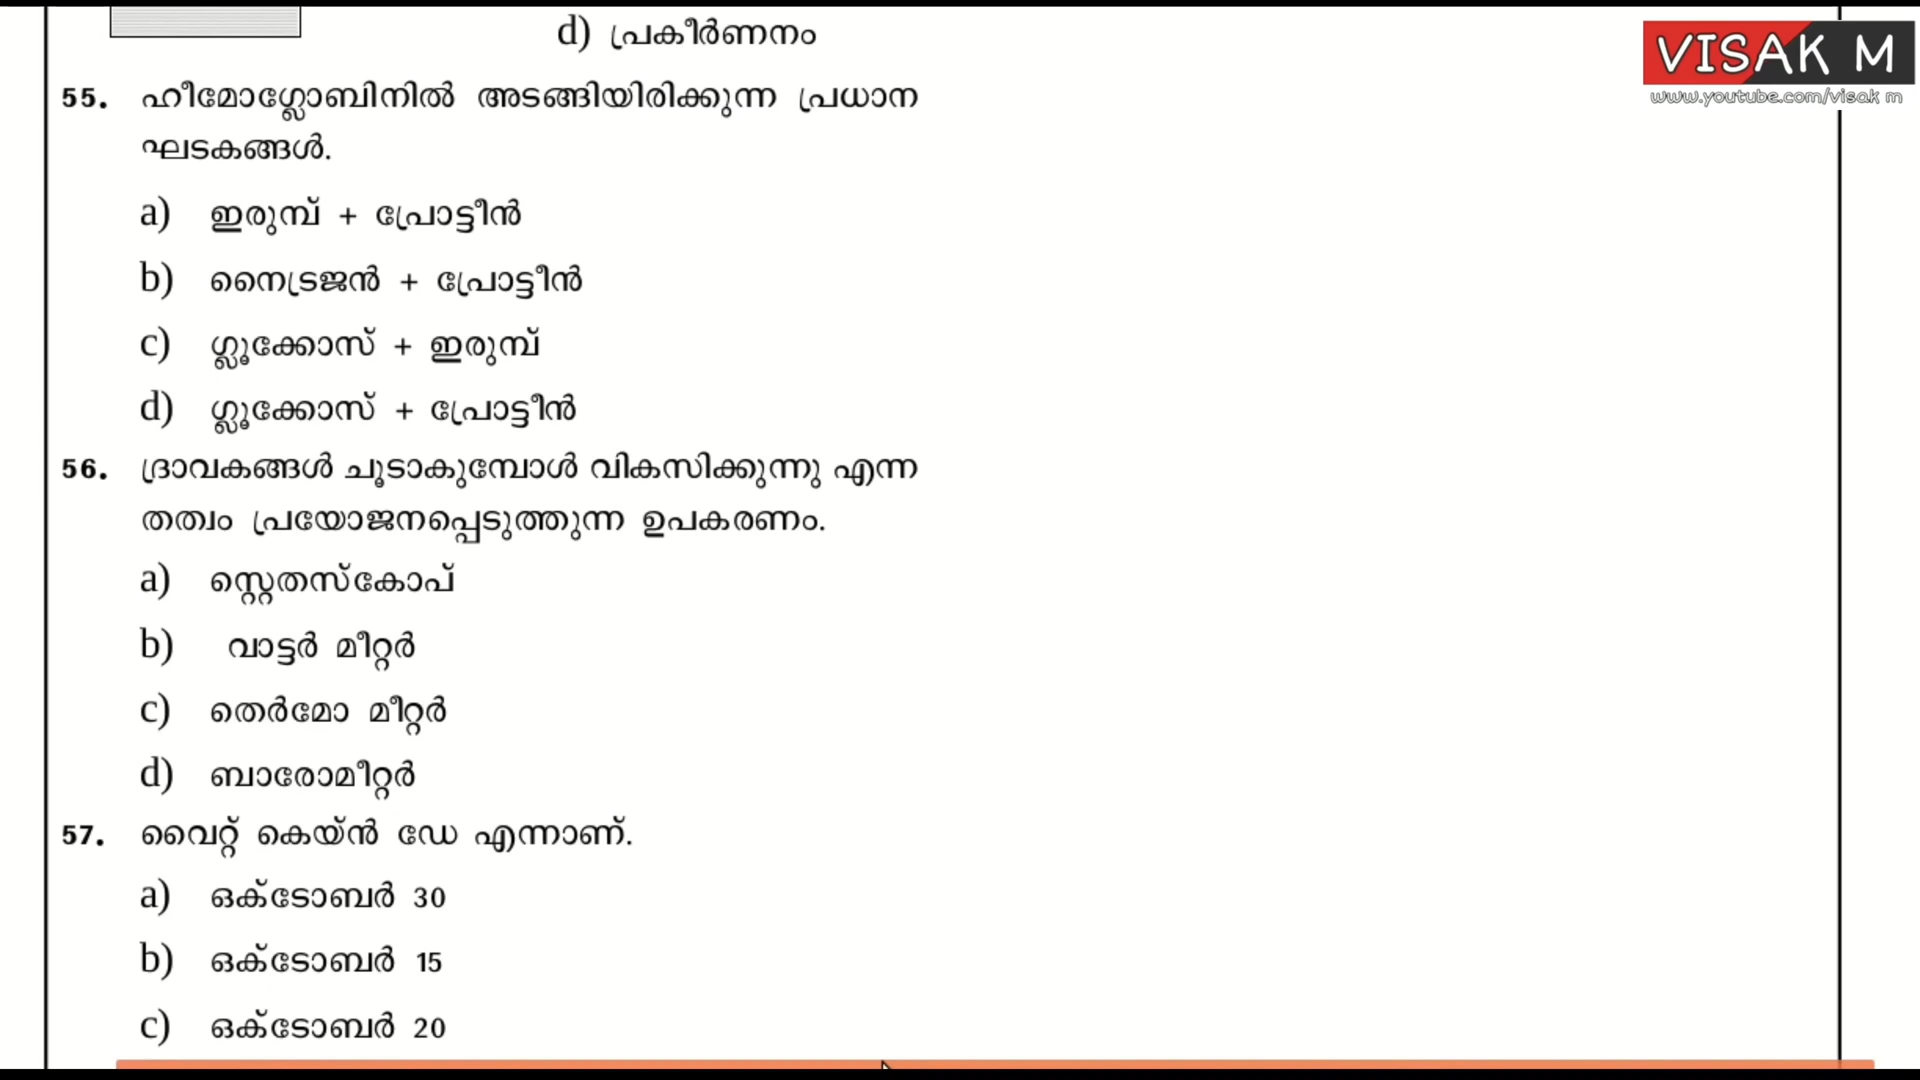 d) പ്രകീർണനം
VISAK M
www.youtube.com/visak m
55. ഹീമോഗ്ലോബിനിൽ അടങ്ങിയിരിക്കുന്ന പ്രധാന
ഘടകങ്ങൾ.
a) ഇരുമ്പ് + പ്രോട്ടീൻ
b) നൈട്രജൻ + പ്രോട്ടീൻ
c) ഗ്ലൂക്കോസ് + ഇരുമ്പ്
d) ഗ്ലൂക്കോസ് + പ്രോട്ടീൻ
56. ദ്രാവകങ്ങൾ ചൂടാകുമ്പോൾ വികസിക്കുന്നു എന്ന
തത്വം പ്രയോജനപ്പെടുത്തുന്ന ഉപകരണം.
a) സ്റ്റെതസ്കോപ്
b) വാട്ടർ മീറ്റർ
c) തെർമോ മീറ്റർ
d) ബാരോമീറ്റർ
57. വൈറ്റ് കെയ്ൻ ഡേ എന്നാണ്.
a) ഒക്ടോബർ 30
b) ഒക്ടോബർ 15
c) ഒക്ടോബർ 20